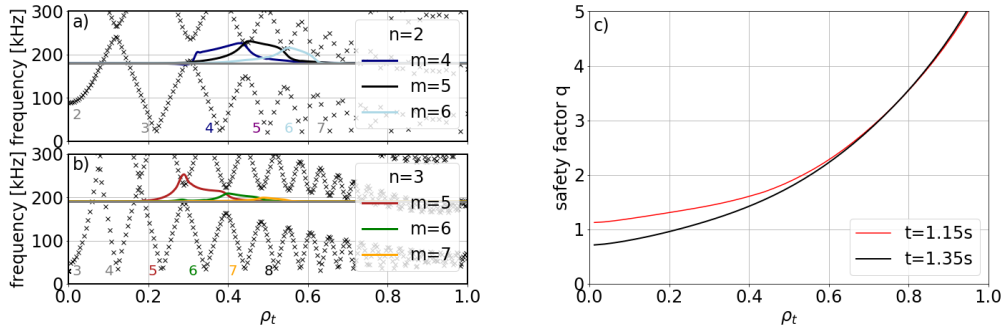 a)
frequency [kHz]
300
200
100
0
n=2
m=4
m=5
m=6
2
3
4
5
6
7
b)
frequency [kHz]
300
200
100
0
n=3
m=5
m=6
m=7
3
4
5
6
7
8
0.0 0.2 0.4 0.6 0.8 1.0
ρt
c)
safety factor q
5
4
3
2
1
0
t=1.15s
t=1.35s
0.0 0.2 0.4 0.6 0.8 1.0
ρt